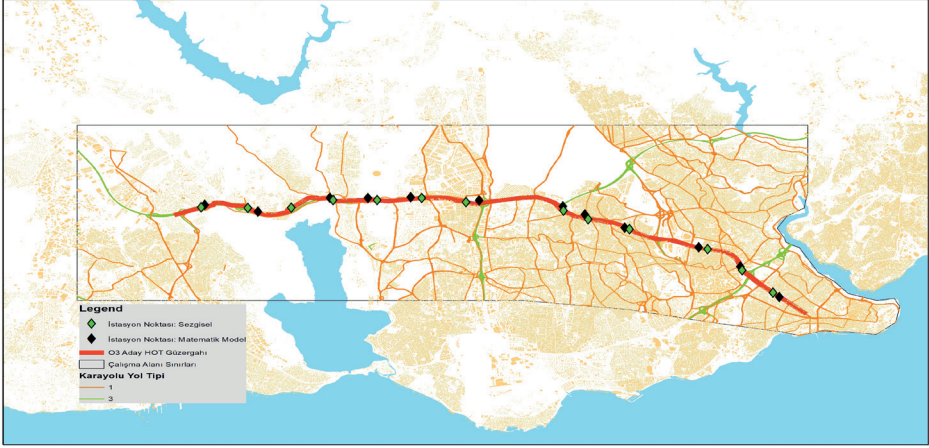 Legend
İstasyon Noktası: Sezgisel
İstasyon Noktası: Matematik Model
O3 Aday HOT Güzergahı
Çalışma Alanı Sınırları
Karayolu Yol Tipi
1
3